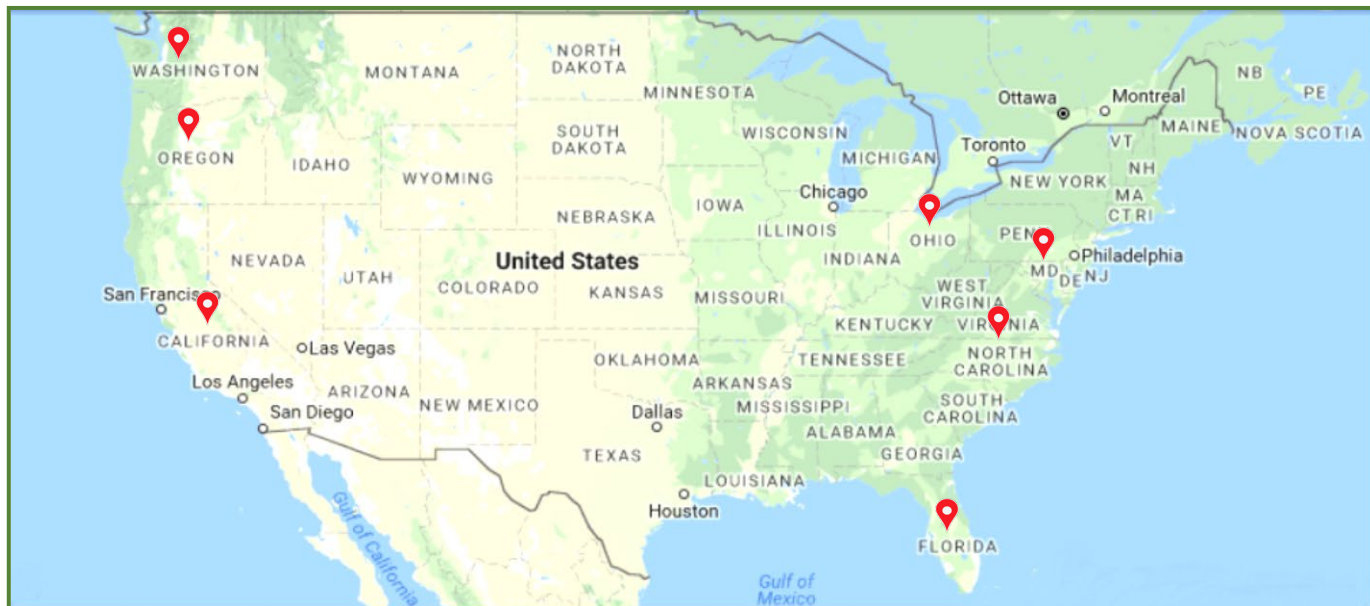 WASHINGTON
MONTANA
NORTH
DAKOTA
MINNESOTA
Ottawa
Montreal
NB
PE
MAINE
NOVA SCOTIA
OREGON
IDAHO
SOUTH
DAKOTA
WISCONSIN
MICHIGAN
Toronto
VT
NH
WYOMING
NEW YORK
MA
CT RI
Chicago
IOWA
NEBRASKA
ILLINOIS
OHIO
PEN
Philadelphia
NEVADA
UTAH
United States
INDIANA
MD
DE
NJ
COLORADO
KANSAS
MISSOURI
WEST
VIRGINIA
San Francisco
CALIFORNIA
KENTUCKY
VIRGINIA
Las Vegas
OKLAHOMA
TENNESSEE
NORTH
CAROLINA
Los Angeles
ARIZONA
NEW MEXICO
ARKANSAS
San Diego
Dallas
MISSISSIPPI
SOUTH
CAROLINA
ALABAMA
TEXAS
GEORGIA
LOUISIANA
Houston
Gulf of California
FLORIDA
Gulf of
Mexico